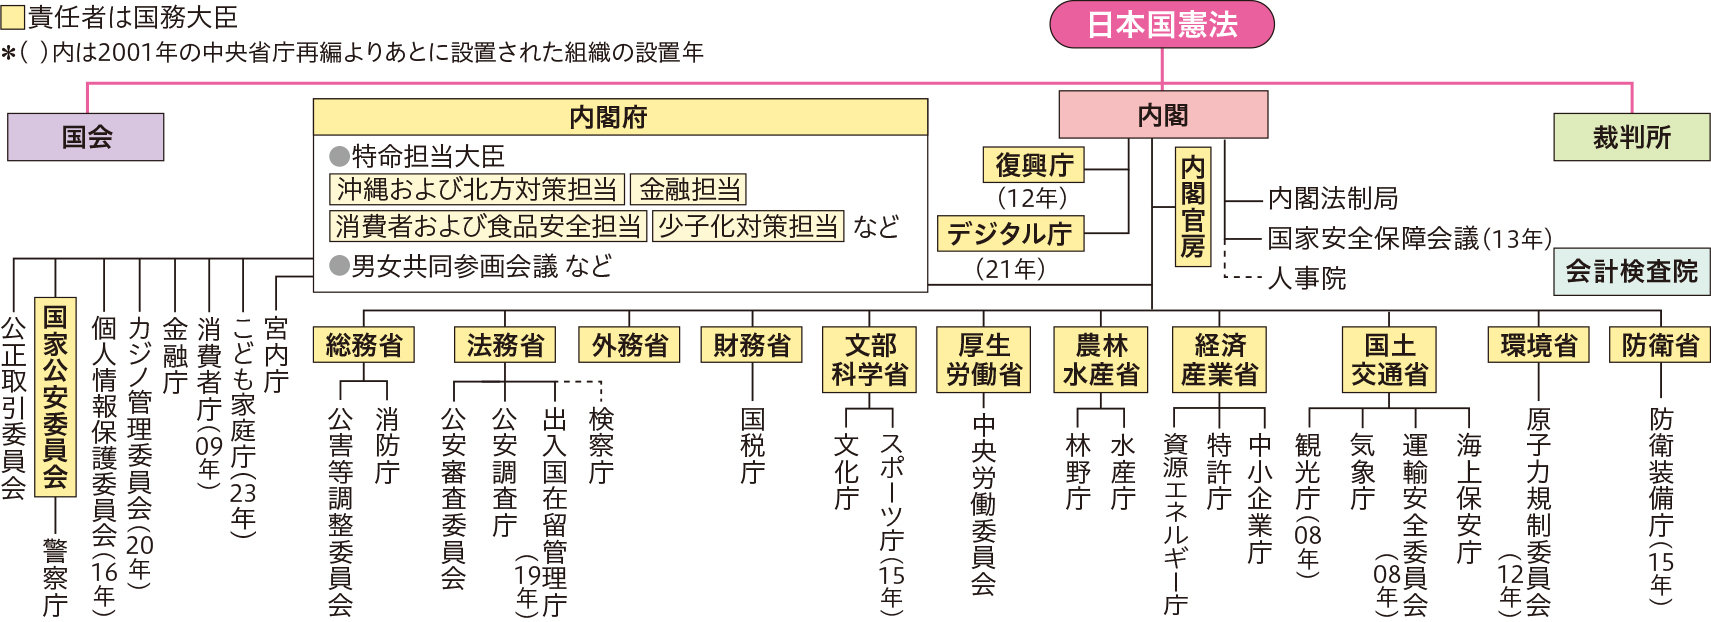 責任者は国務大臣
＊（ ）内は2001年の中央省庁再編よりあとに設置された組織の設置年
日本国憲法
国会
内閣
裁判所
会計検査院
内閣府
●特命担当大臣
沖縄および北方対策担当 金融担当
消費者および食品安全担当 少子化対策担当 など
●男女共同参画会議 など
復興庁
（12年）
デジタル庁
（21年）
内閣官房
内閣法制局
国家安全保障会議（13年）
人事院
公正取引委員会
国家公安委員会
警察庁
個人情報保護委員会（16年）
カジノ管理委員会（20年）
金融庁
消費者庁（09年）
こども家庭庁（23年）
宮内庁
総務省
公害等調整委員会
消防庁
法務省
公安審査委員会
公安調査庁
出入国在留管理庁
（19年）
検察庁
外務省
財務省
国税庁
文部
科学省
文化庁
スポーツ庁（15年）
厚生
労働省
中央労働委員会
農林
水産省
林野庁
水産庁
経済
産業省
資源エネルギー庁
特許庁
中小企業庁
国土
交通省
観光庁（08年）
気象庁
運輸安全委員会
（08年）
海上保安庁
環境省
原子力規制委員会
（12年）
防衛省
防衛装備庁（15年）